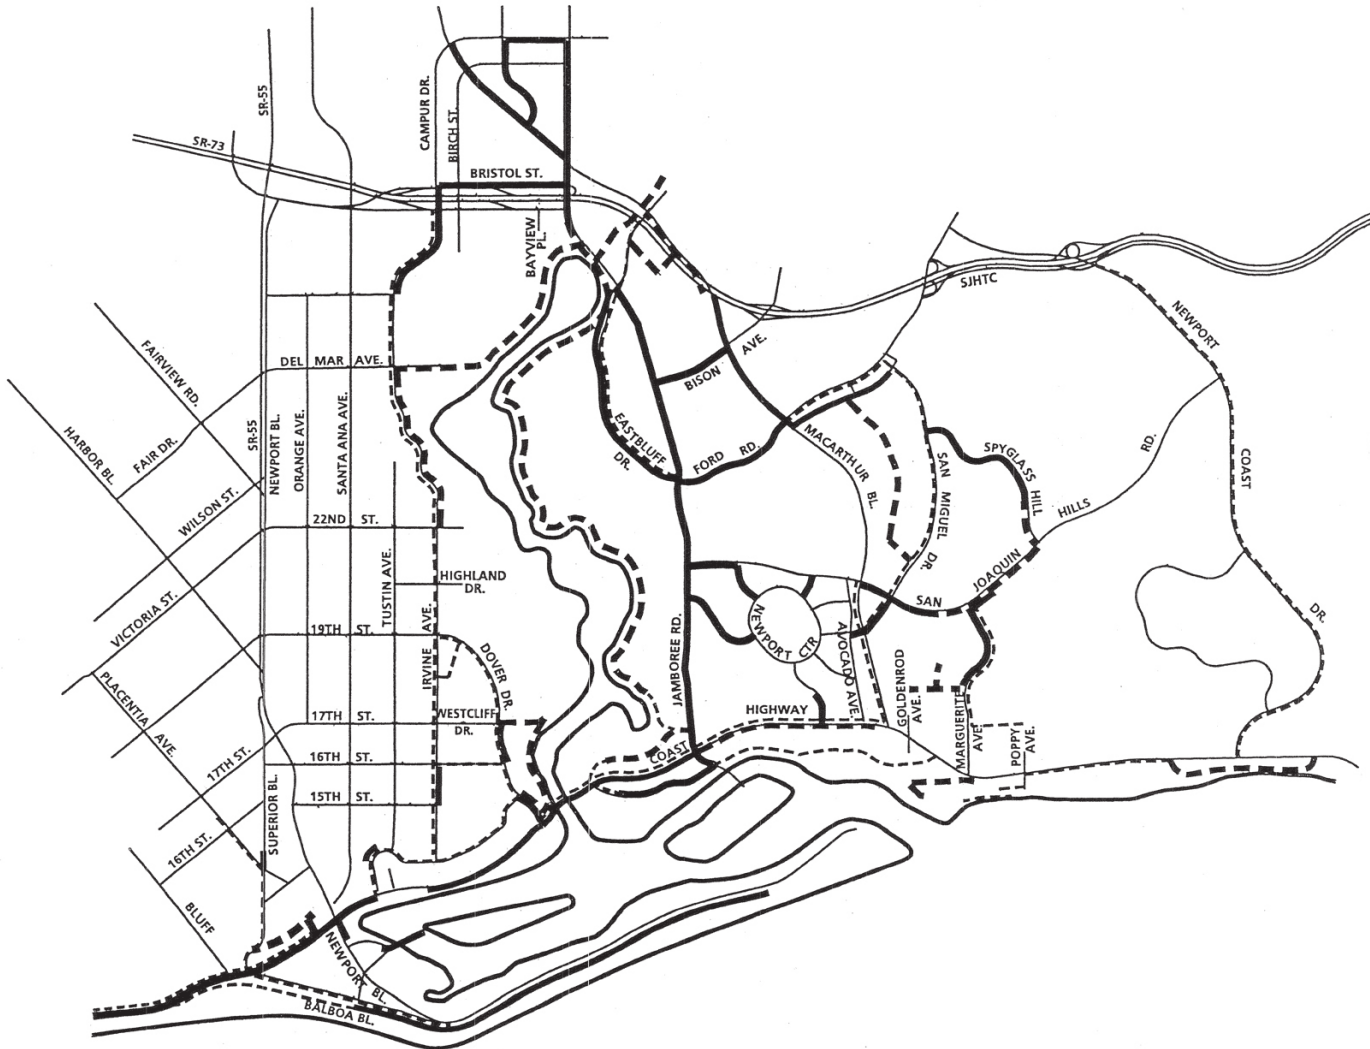 SR-55
CAMPUR DR.
BIRCH ST.
SR-73
BRISTOL ST.
BAYVIEW
PL.
SJHTC
NEWPORT
COAST
DR.
FAIRVIEW RD.
HARBOR BL.
FAIR DR.
DEL MAR AVE.
BISON AVE.
SR-55
NEWPORT BL.
ORANGE AVE.
SANTA ANA AVE.
EASTBLUFF
DR.
FORD RD.
MACARTHUR BL.
SAN MIGUEL DR.
SPYGLASS HILL
RD.
HILLS
JOAQUIN
SAN
WILSON ST.
22ND ST.
TUSTIN AVE.
HIGHLAND
DR.
VICTORIA ST.
19TH ST.
IRVINE AVE.
DOVER DR.
JAMBOREE RD.
NEWPORT CTR
AVOCADO AVE.
GOLDENROD
AVE.
MARGUERITE
AVE
POPPY
AVE.
PLACENTIA AVE.
17TH ST.
WESTCLIFF
DR.
HIGHWAY
COAST
17TH ST.
16TH ST.
15TH ST.
SUPERIOR BL.
16TH ST.
BLUFF
NEWPORT BL.
BALBOA BL.